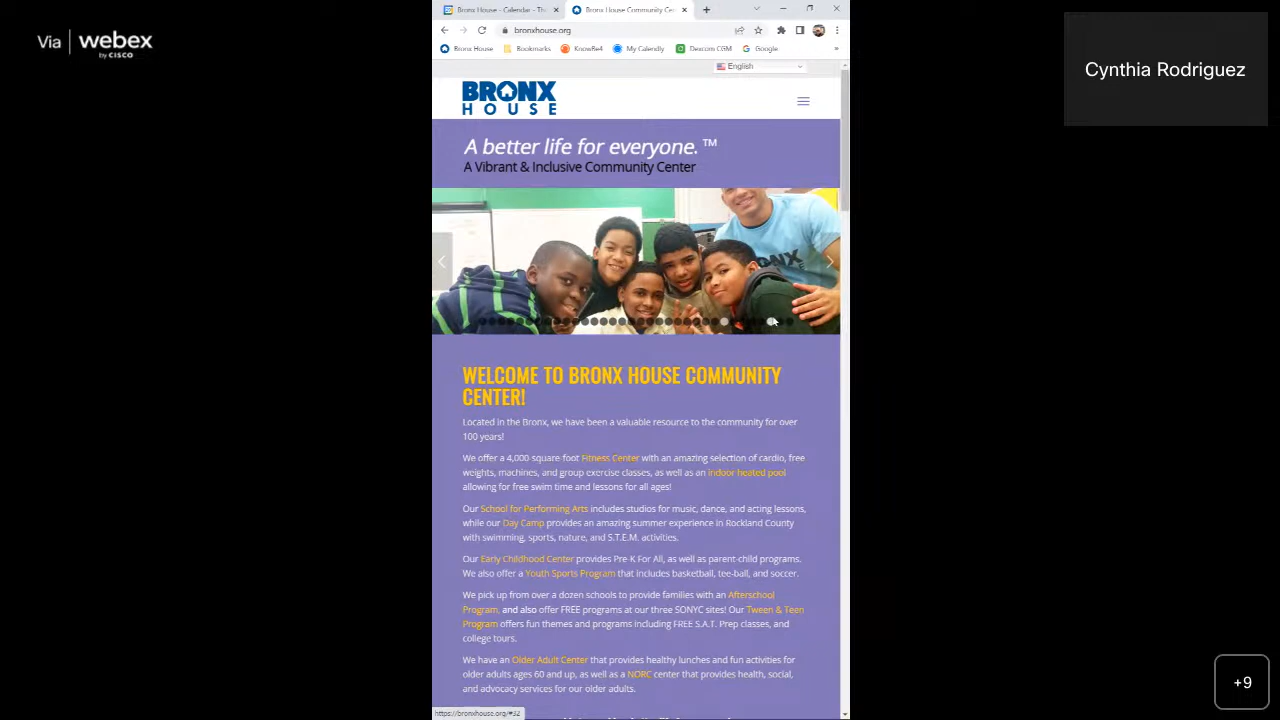 Via webex
by CISCO
Bronx House - Calendar - Th
Bronx House Community Ce
bronxhouse.org
Bronx House
Bookmarks
KnowBe4
My Calendly
Dexcom CGM
Google
English
BRONX
HOUSE
A better life for everyone.™
A Vibrant & Inclusive Community Center
WELCOME TO BRONX HOUSE COMMUNITY
CENTER!
Located in the Bronx, we have been a valuable resource to the community for over
100 years!
We offer a 4,000-square-foot Fitness Center with an amazing selection of cardio, free
weights, machines, and group exercise classes, as well as an indoor heated pool
allowing for free swim time and lessons for all ages!
Our School for Performing Arts includes studios for music, dance, and acting lessons,
while our Day Camp provides an amazing summer experience in Rockland County
with swimming, sports, nature, and S.T.E.M. activities.
Our Early Childhood Center provides Pre-K For All, as well as parent-child programs.
We also offer a Youth Sports Program that includes basketball, tee-ball, and soccer.
We pick up from over a dozen schools to provide families with an Afterschool
Program, and also offer FREE programs at our three SONYC sites! Our Tween & Teen
Program offers fun themes and programs including FREE S.A.T. Prep classes, and
college tours.
We have an Older Adult Center that provides healthy lunches and fun activities for
older adults ages 60 and up, as well as a NORC center that provides health, social,
and advocacy services for our older adults.
https://bronxhouse.org/#32
Cynthia Rodriguez
+9